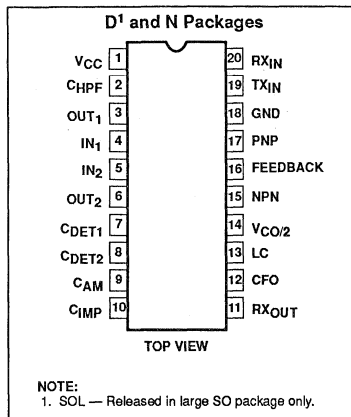 D¹ and N Packages
VCC 1 20 RXIN
CHPF 2 19 TXIN
OUT1 3 18 GND
IN1 4 17 PNP
IN2 5 16 FEEDBACK
OUT2 6 15 NPN
CDET1 7 14 VCO/2
CDET2 8 13 LC
CAM 9 12 CFO
CIMP 10 11 RXOUT
TOP VIEW
NOTE:
1. SOL — Released in large SO package only.